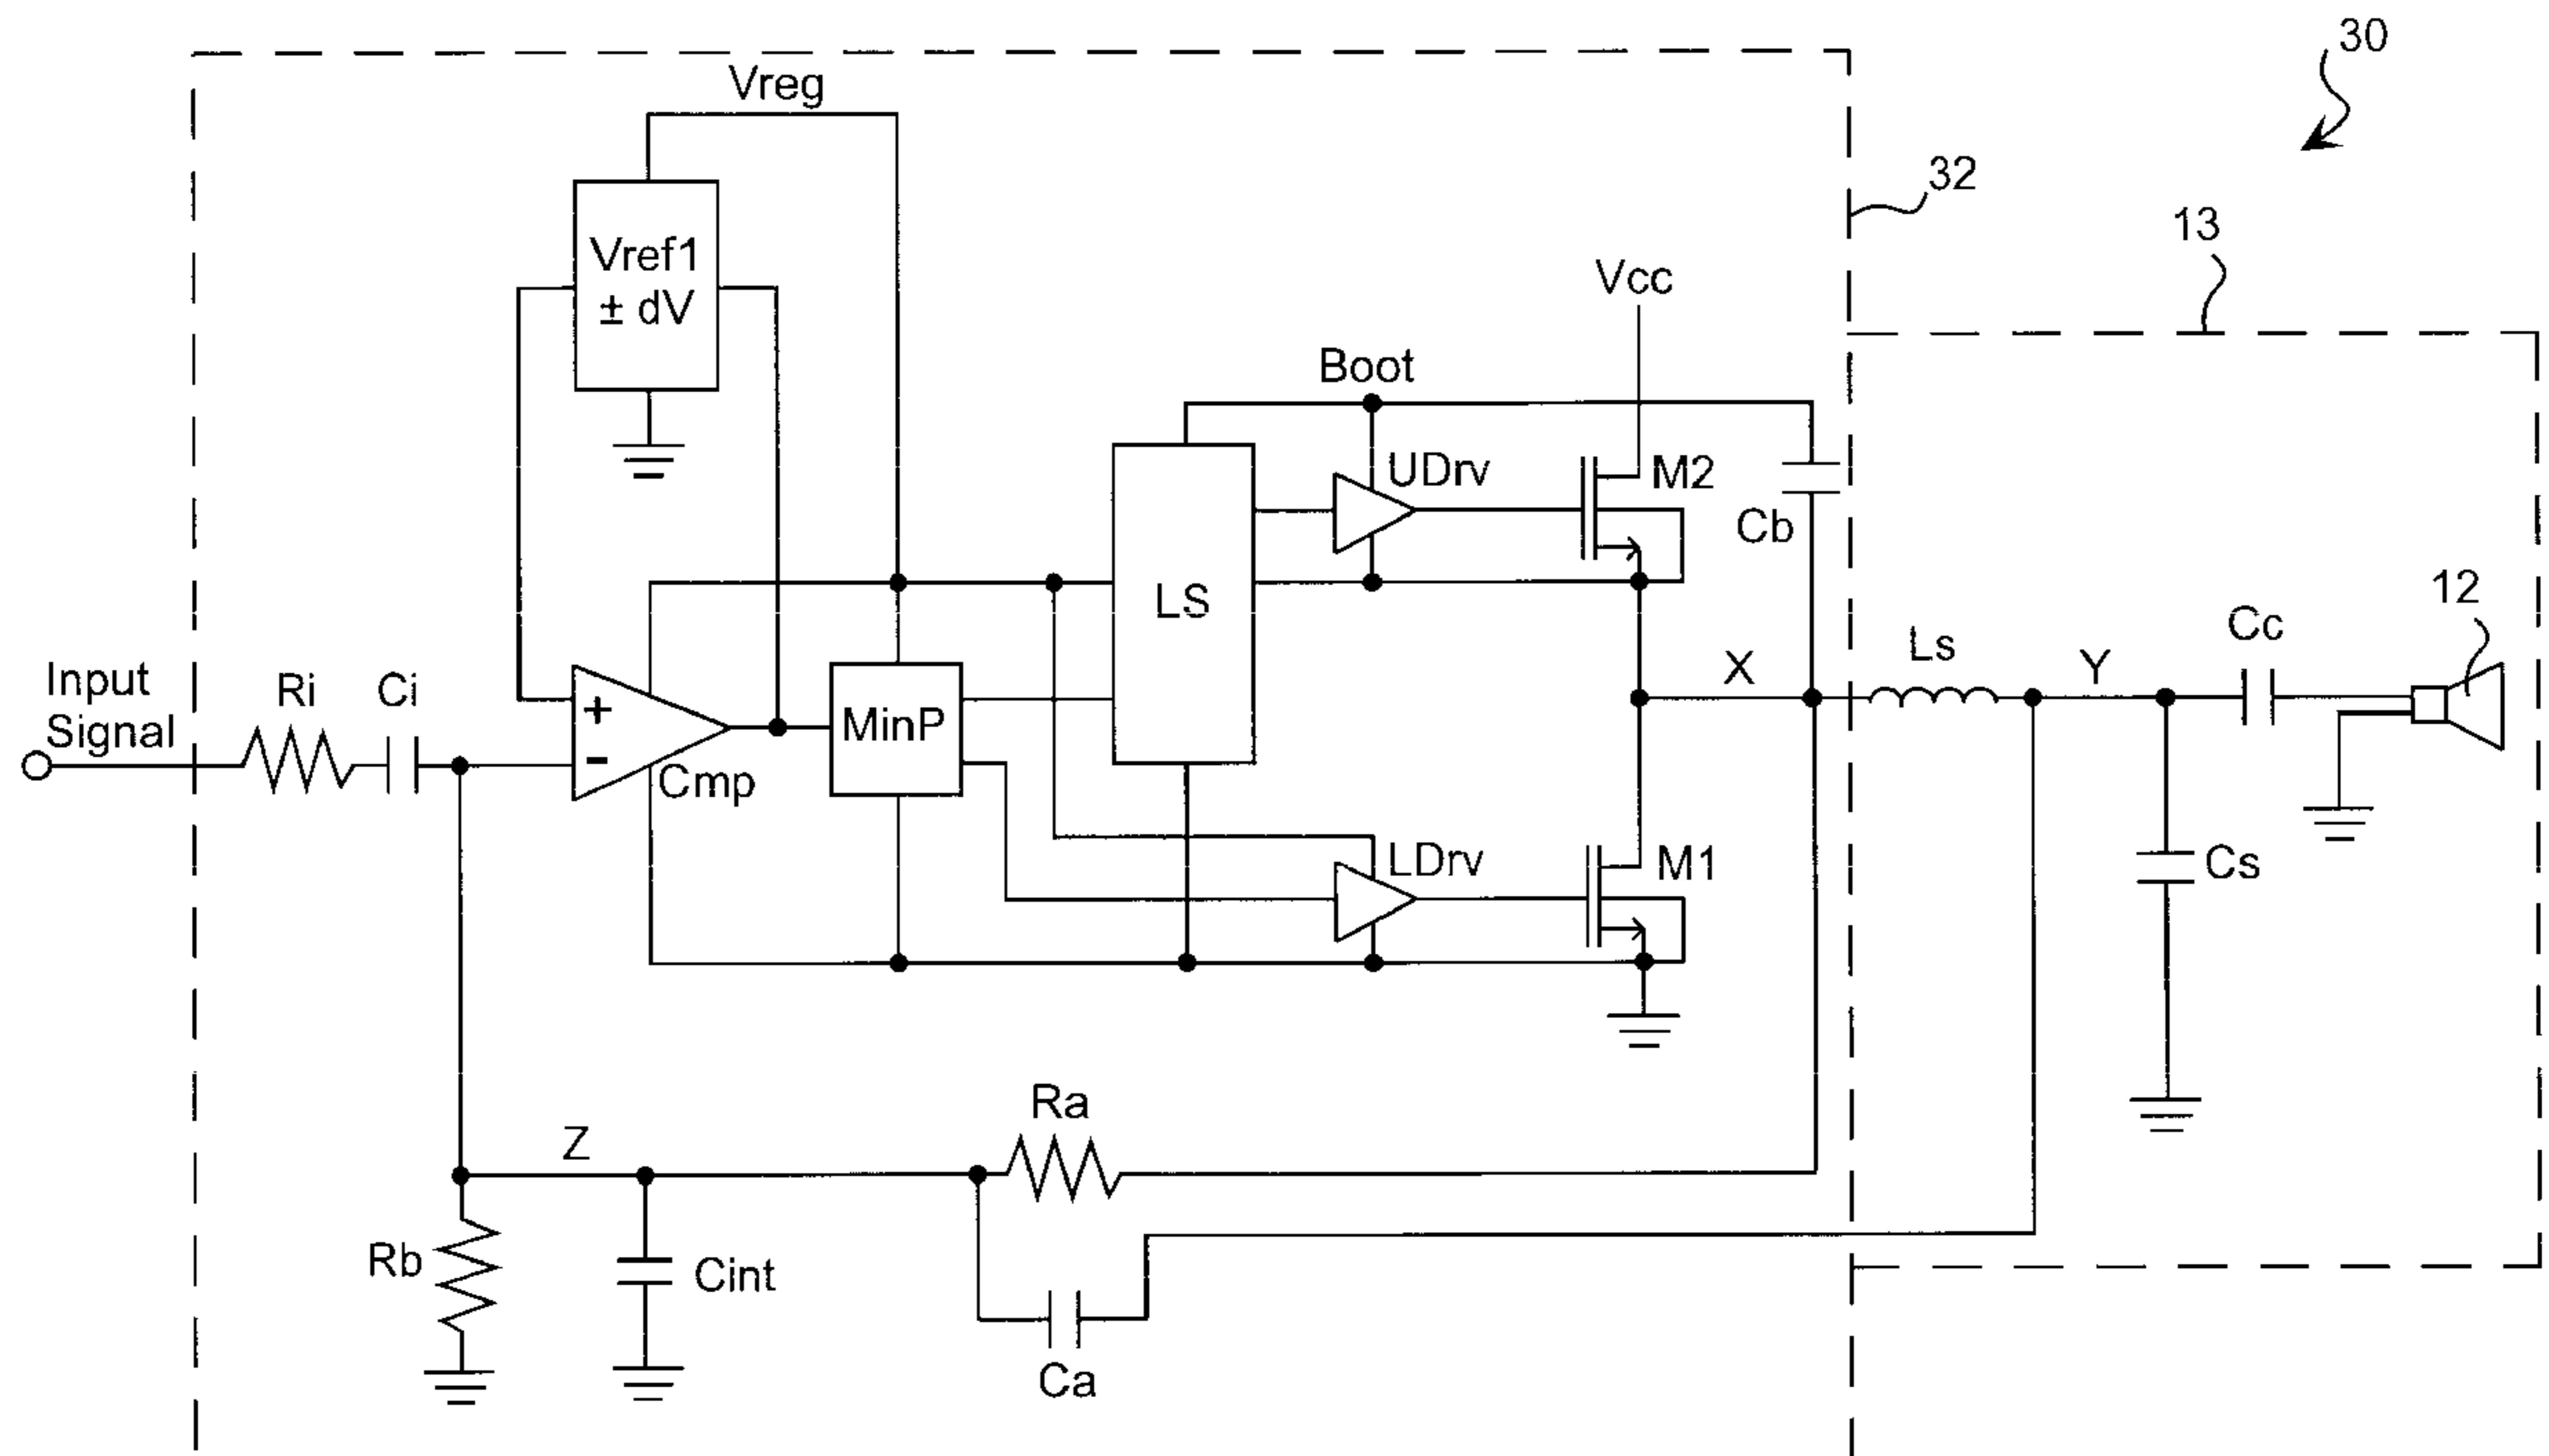 30
Vreg
32
13
Vref1
± dV
Vcc
Boot
UDrv
M2
Cb
LS
12
Cc
Ls
X
Y
Input
Signal
Ri
Ci
+
-
MinP
Cmp
LDrv
M1
Cs
Ra
Z
Rb
Cint
Ca